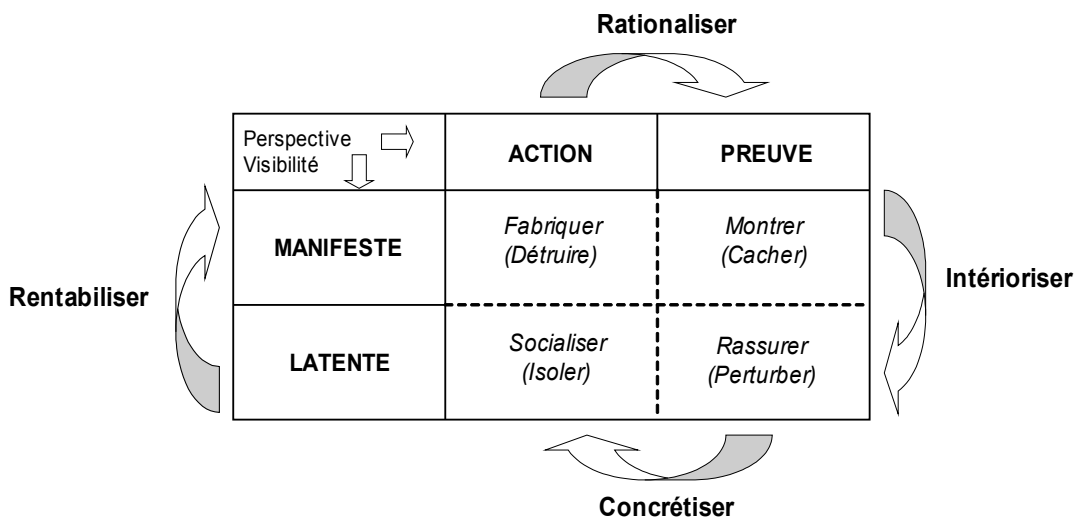 Rationaliser
Perspective
Visibilité
ACTION
PREUVE
MANIFESTE
Fabriquer
(Détruire)
Montrer
(Cacher)
Rentabiliser
Intérioriser
LATENTE
Socialiser
(Isoler)
Rassurer
(Perturber)
Concrétiser